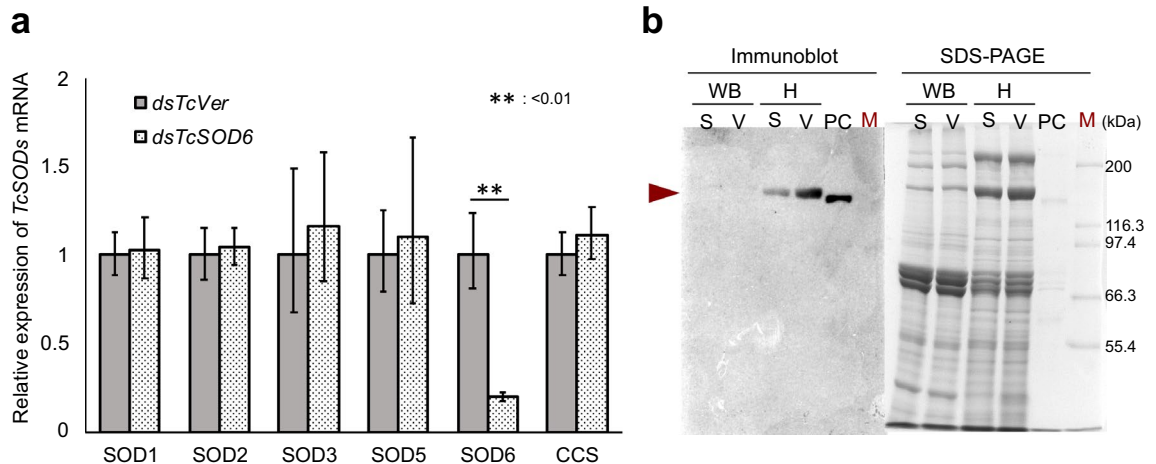 a
Relative expression of TcSODs mRNA
2
1.5
1
0.5
0
dsTcVer
dsTcSOD6
** : <0.01
**
SOD1 SOD2 SOD3 SOD5 SOD6 CCS
b
Immunoblot SDS-PAGE
WB H WB H
S V S V PC M S V S V PC M (kDa)
200
116.3
97.4
66.3
55.4